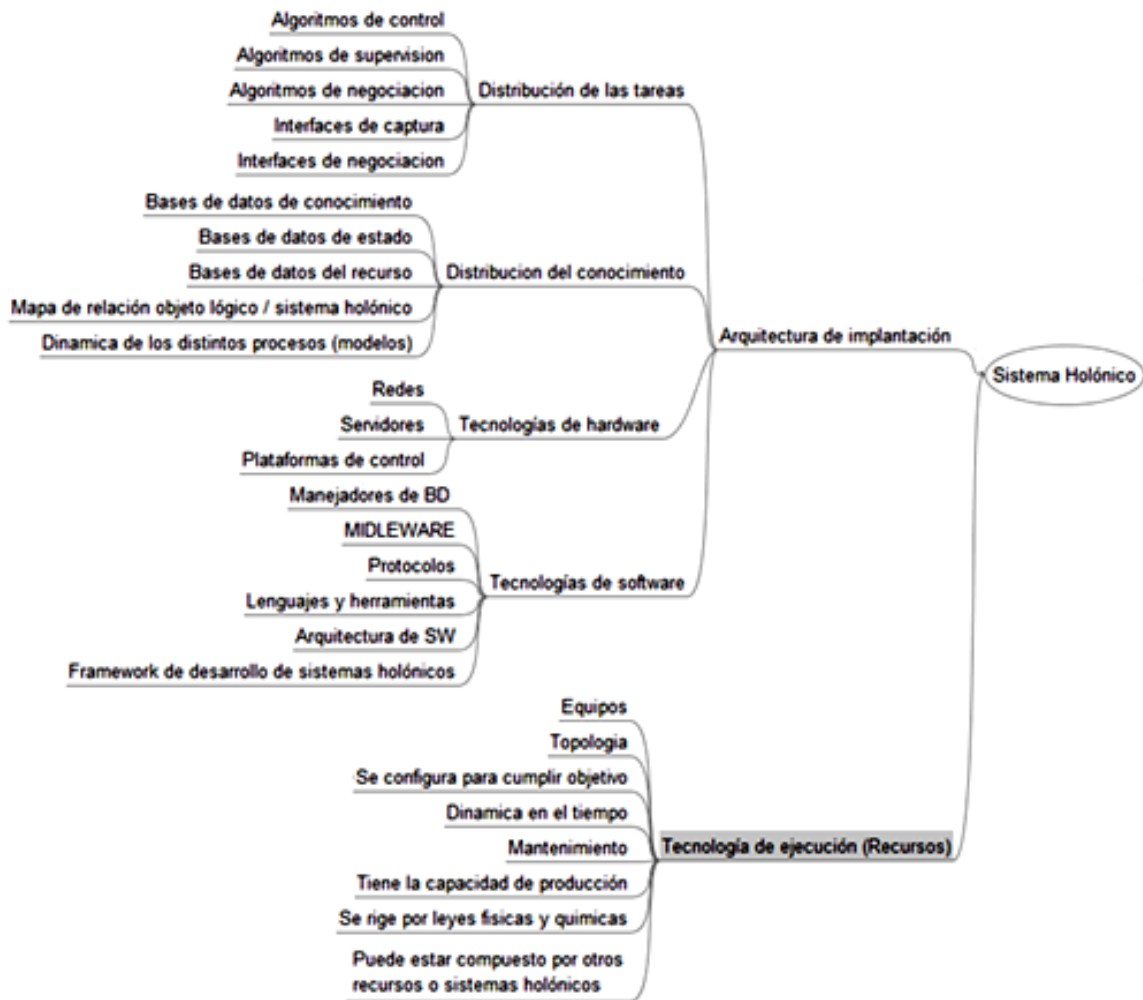 Algoritmos de control
Algoritmos de supervision
Algoritmos de negociacion
Interfaces de captura
Interfaces de negociacion
Distribución de las tareas
Bases de datos de conocimiento
Bases de datos de estado
Bases de datos del recurso
Mapa de relación objeto lógico / sistema holónico
Dinamica de los distintos procesos (modelos)
Distribucion del conocimiento
Redes
Servidores
Plataformas de control
Tecnologías de hardware
Manejadores de BD
MIDLEWARE
Protocolos
Lenguajes y herramientas
Arquitectura de SW
Framework de desarrollo de sistemas holónicos
Tecnologías de software
Arquitectura de implantación
Sistema Holónico
Equipos
Topologia
Se configura para cumplir objetivo
Dinamica en el tiempo
Mantenimiento
Tiene la capacidad de producción
Se rige por leyes fisicas y quimicas
Puede estar compuesto por otros
recursos o sistemas holónicos
Tecnología de ejecución (Recursos)